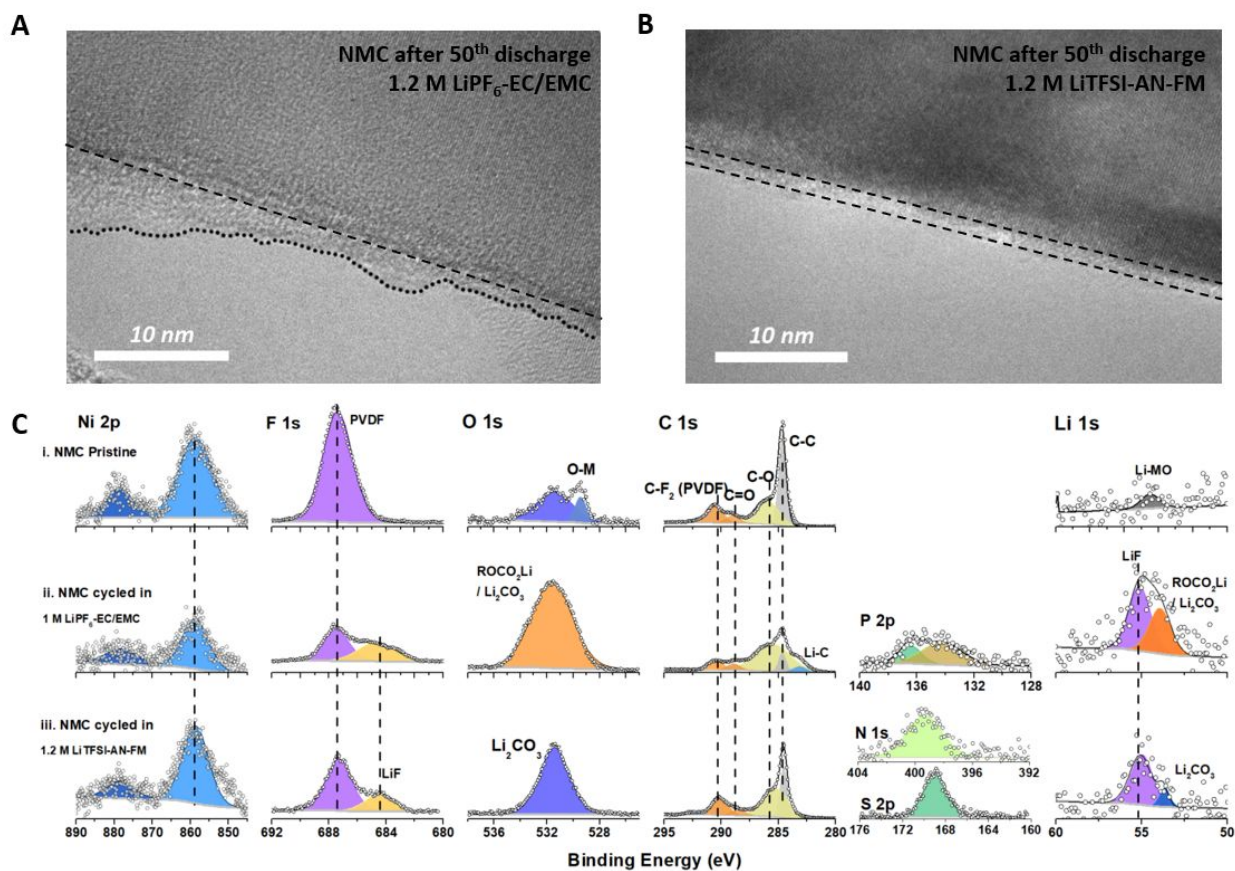 A
NMC after 50th discharge
1.2 M LiPF6-EC/EMC
10 nm
B
NMC after 50th discharge
1.2 M LiTFSI-AN-FM
10 nm
C
Ni 2p
F 1s
O 1s
C 1s
Li 1s
i. NMC Pristine
PVDF
O-M
C-F2 (PVDF)
C=O
C-O
C-C
Li-MO
ii. NMC cycled in
1 M LiPF6-EC/EMC
ROCO2Li
/ Li2CO3
Li-C
P 2p
140 136 132 128
LiF
ROCO2Li
/ Li2CO3
iii. NMC cycled in
1.2 M LiTFSI-AN-FM
LiF
Li2CO3
N 1s
404 400 396 392
S 2p
Li2CO3
890 880 870 860 850
692 688 684 680
536 532 528
295 290 285 280
176 172 168 164 160
60 55 50
Binding Energy (eV)